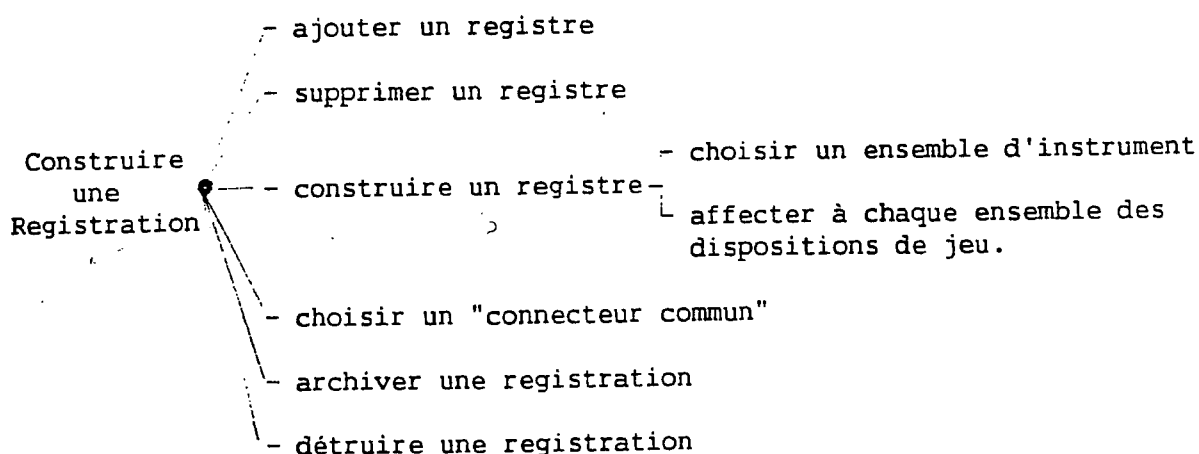 - ajouter un registre
- supprimer un registre
Construire
une
Registration
- construire un registre
- choisir un ensemble d'instrument
affecter à chaque ensemble des
dispositions de jeu.
- choisir un "connecteur commun"
- archiver une registration
- détruire une registration